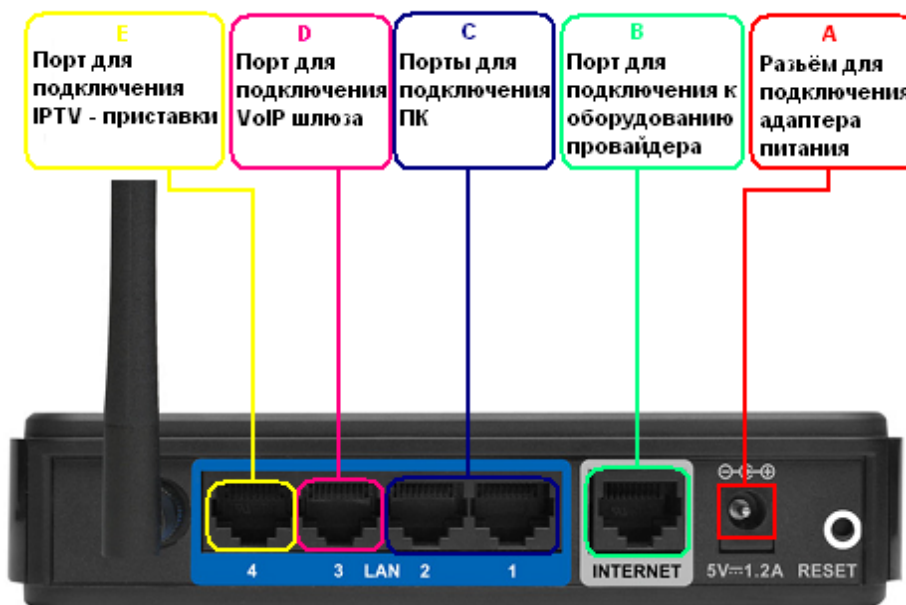 E
Порт для
подключения
IPTV - приставки
D
Порт для
подключения
VoIP шлюза
C
Порты для
подключения
ПК
B
Порт для
подключения к
оборудованию
провайдера
A
Разьём для
подключения
адаптера
питания
4 3 LAN 2 1 INTERNET 5V⎓1.2A RESET